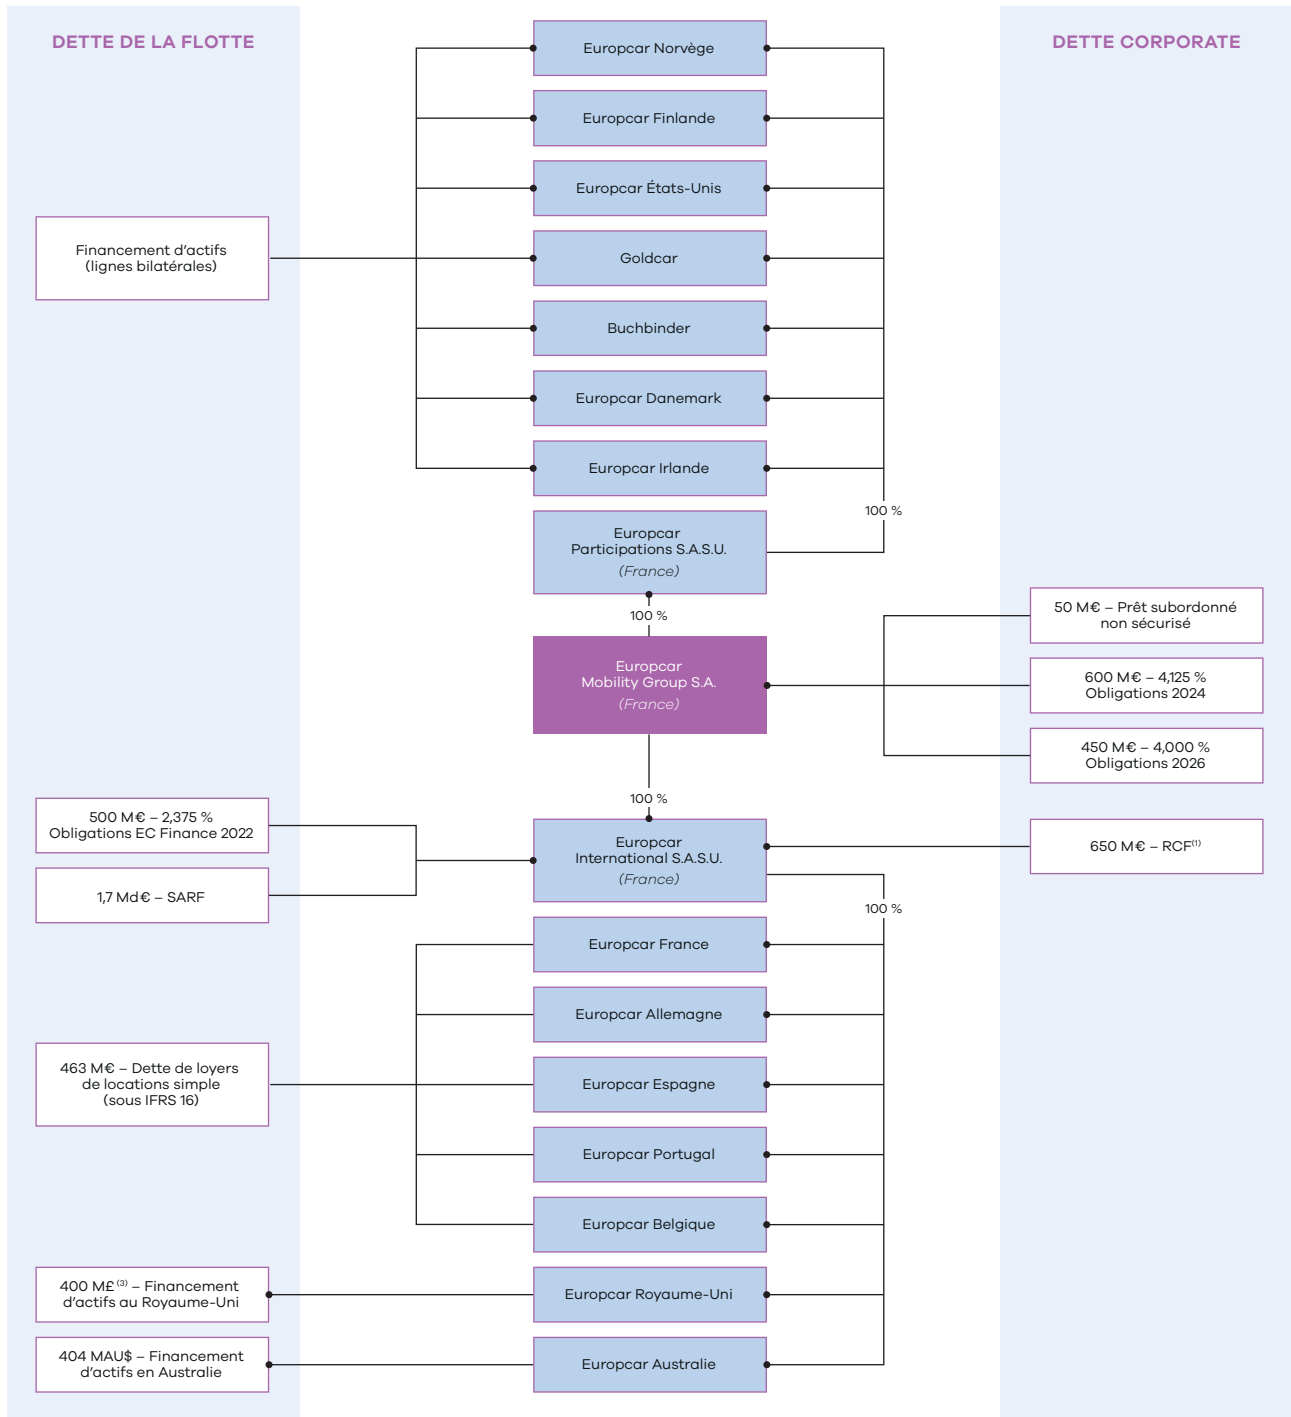 DETTE DE LA FLOTTE
DETTE CORPORATE
Europcar Norvège
Europcar Finlande
Europcar États-Unis
Financement d'actifs
(lignes bilatérales)
Goldcar
Buchbinder
Europcar Danemark
Europcar Irlande
100 %
Europcar
Participations S.A.S.U.
(France)
100 %
50 M€ – Prêt subordonné
non sécurisé
Europcar
Mobility Group S.A.
(France)
600 M€ – 4,125 %
Obligations 2024
450 M€ – 4,000 %
Obligations 2026
100 %
500 M€ – 2,375 %
Obligations EC Finance 2022
Europcar
International S.A.S.U.
(France)
650 M€ – RCF(1)
1,7 Md€ – SARF
100 %
Europcar France
Europcar Allemagne
463 M€ – Dette de loyers
de locations simple
(sous IFRS 16)
Europcar Espagne
Europcar Portugal
Europcar Belgique
400 M£ (3) – Financement
d'actifs au Royaume-Uni
Europcar Royaume-Uni
404 MAU$ – Financement
d'actifs en Australie
Europcar Australie